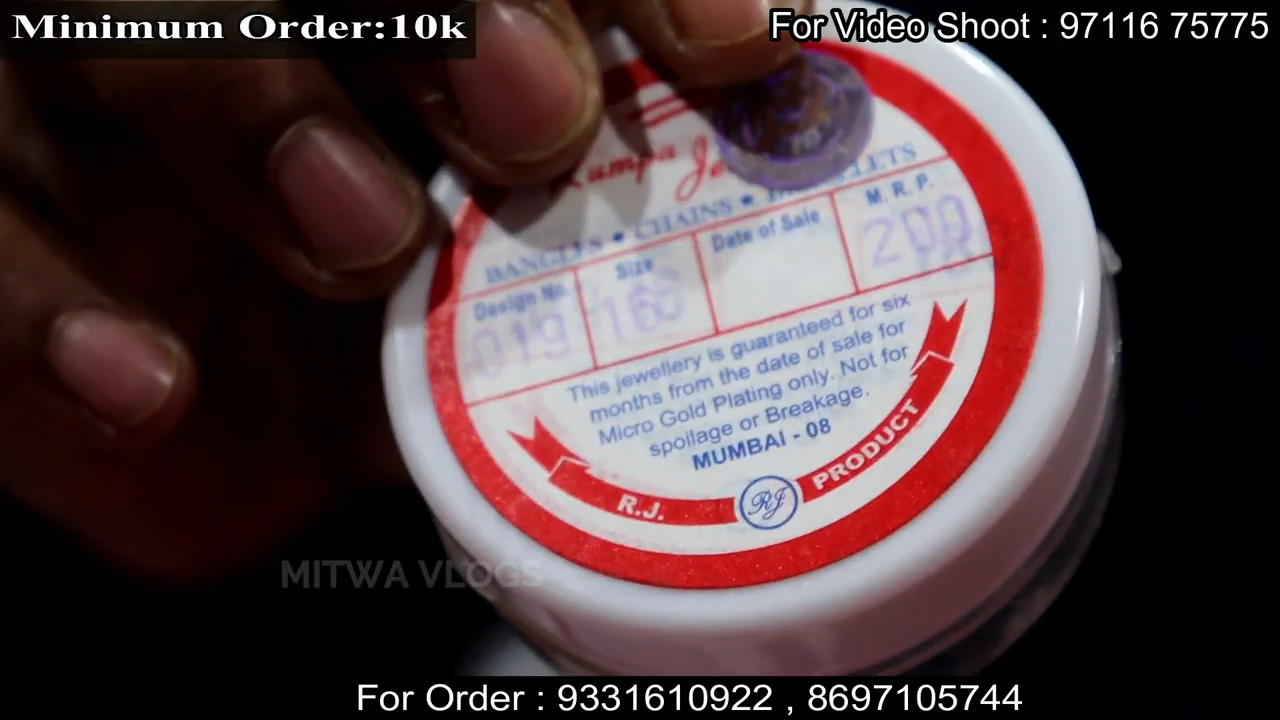 Minimum Order:10k
For Video Shoot : 97116 75775
BANGLES ★ CHAINS ★
Design No.
Size
Date of Sale
M. R. P.
019
200
This jewellery is guaranteed for six
months from the date of sale for
Micro Gold Plating only. Not for
spoilage or Breakage.
MUMBAI - 08
R.J.
RJ
PRODUCT
MITWA VLOGS
For Order : 9331610922 , 8697105744